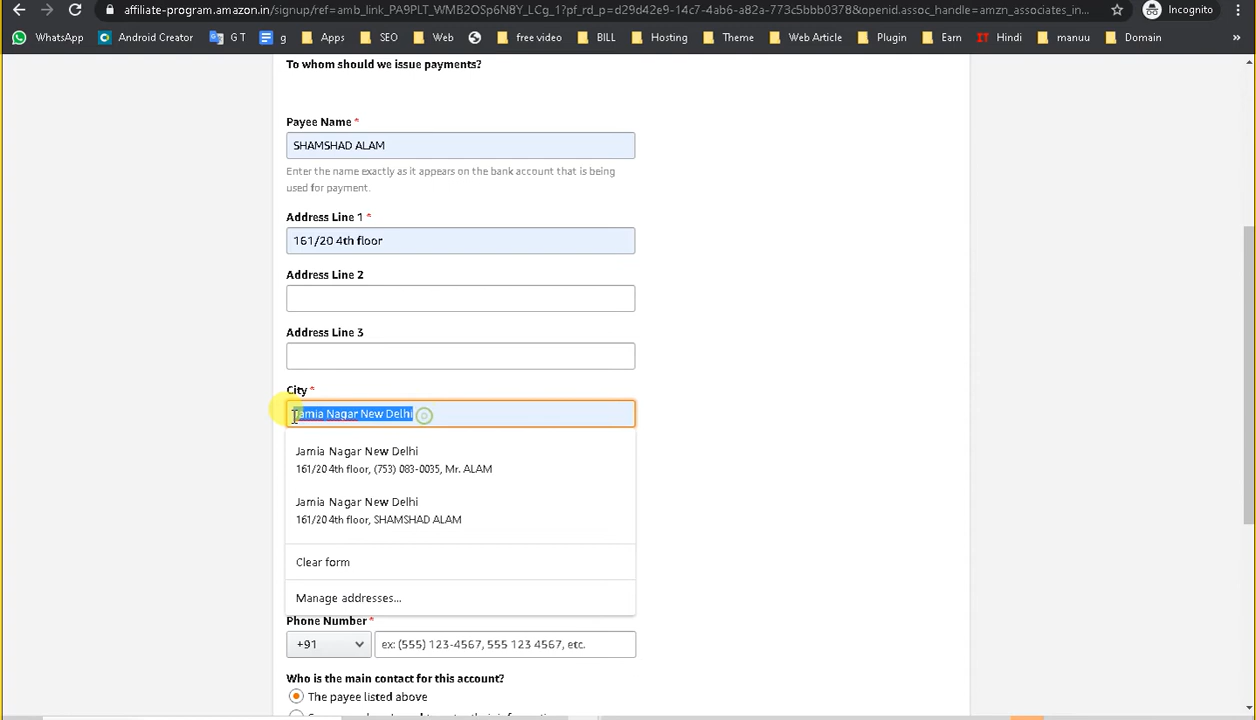 affiliate-program.amazon.in/signup/ref=amb_link_PA9PLT_WMB2OSp6N8Y_LCg_1?pf_rd_p=d29d42e9-14c7-4ab6-a82a-773c5bbb0378&openid.assoc_handle=amzn_associates_in... Incognito
WhatsApp Android Creator G T g Apps SEO Web free video BILL Hosting Theme Web Article Plugin Earn IT Hindi manuu Domain »
To whom should we issue payments?
Payee Name *
SHAMSHAD ALAM
Enter the name exactly as it appears on the bank account that is being
used for payment.
Address Line 1 *
161/20 4th floor
Address Line 2
Address Line 3
City *
Jamia Nagar New Delhi
Jamia Nagar New Delhi
161/20 4th floor, (753) 083-0035, Mr. ALAM
Jamia Nagar New Delhi
161/20 4th floor, SHAMSHAD ALAM
Clear form
Manage addresses...
Phone Number *
+91 ex: (555) 123-4567, 555 123 4567, etc.
Who is the main contact for this account?
The payee listed above